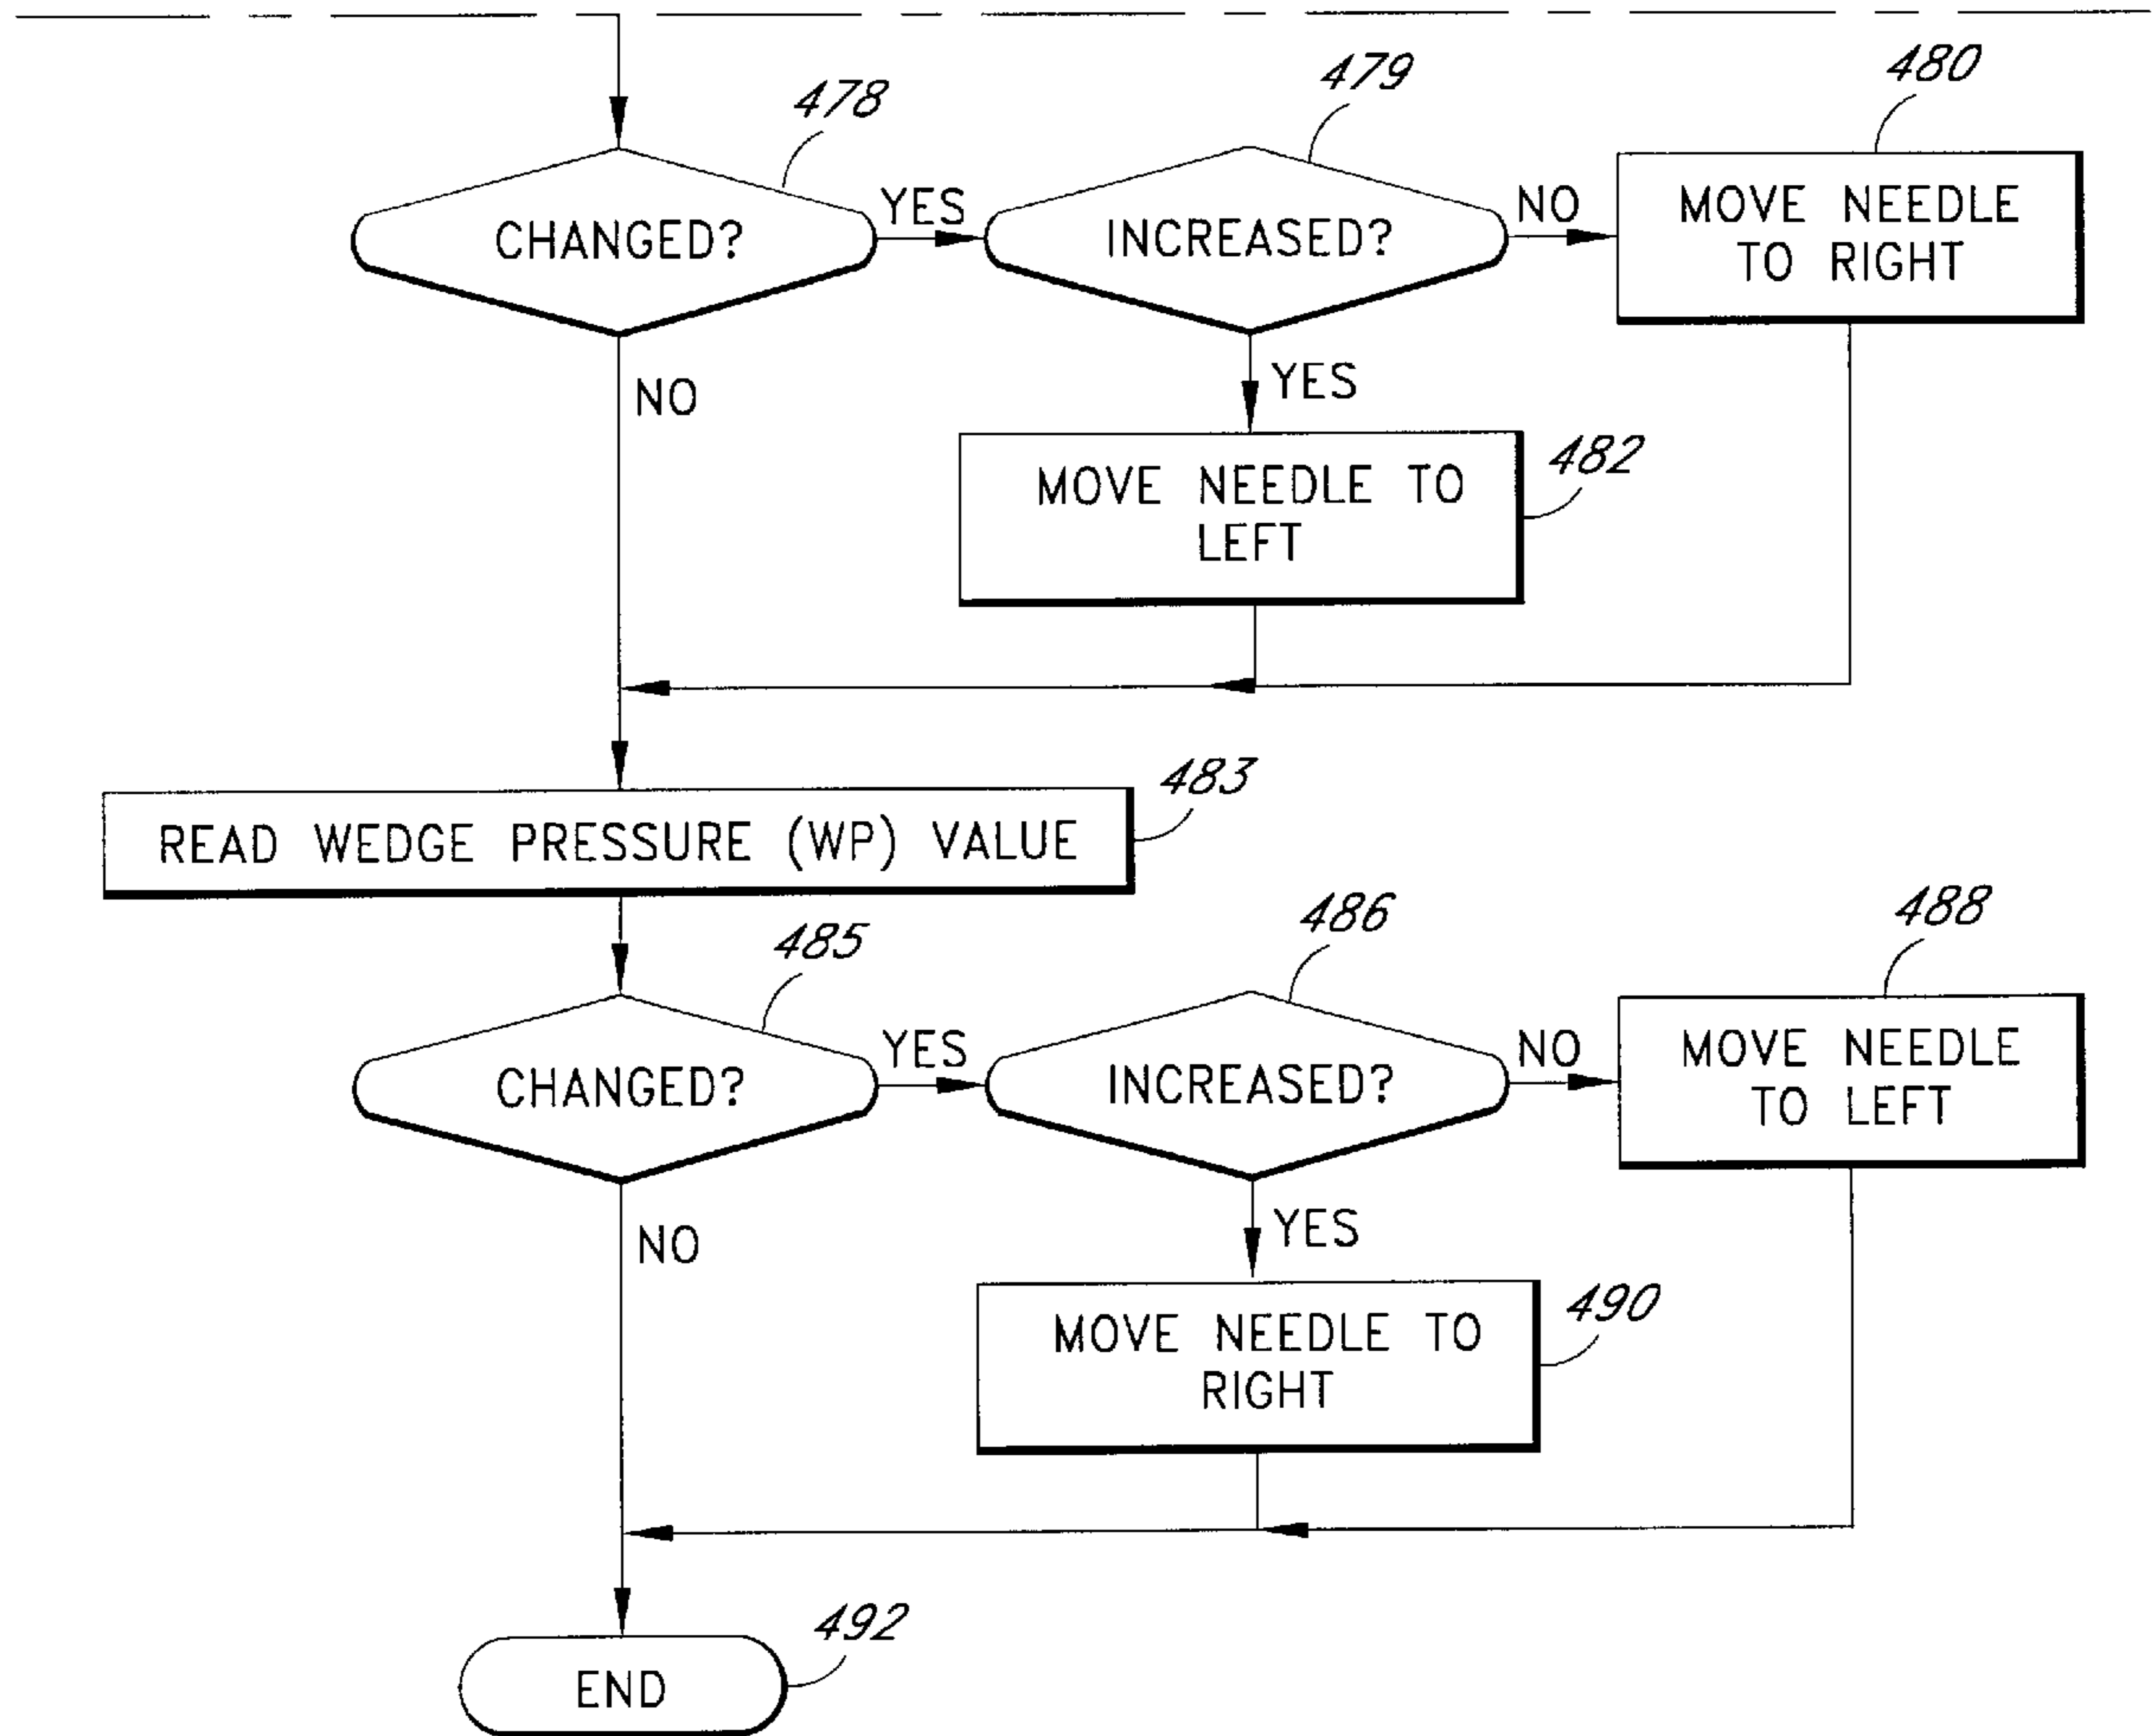 478
479
480
CHANGED?
YES
INCREASED?
NO
MOVE NEEDLE
TO RIGHT
NO
YES
MOVE NEEDLE TO
LEFT
482
READ WEDGE PRESSURE (WP) VALUE
483
485
486
488
CHANGED?
YES
INCREASED?
NO
MOVE NEEDLE
TO LEFT
NO
YES
MOVE NEEDLE TO
RIGHT
490
END
492